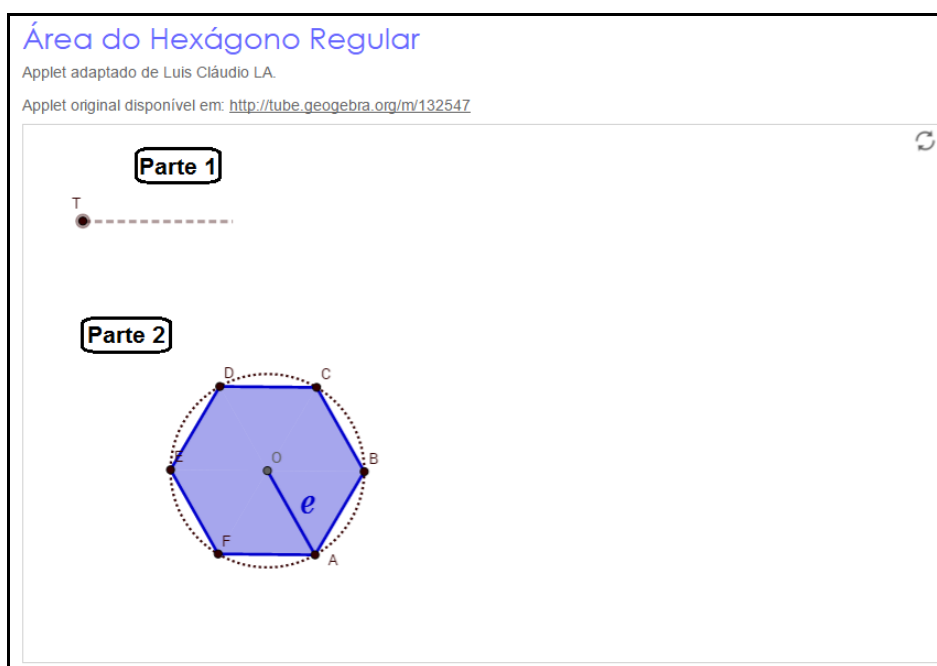 Área do Hexágono Regular
Applet adaptado de Luis Cláudio LA.
Applet original disponível em: http://tube.geogebra.org/m/132547
Parte 1
T
Parte 2
D
C
E
O
B
e
F
A